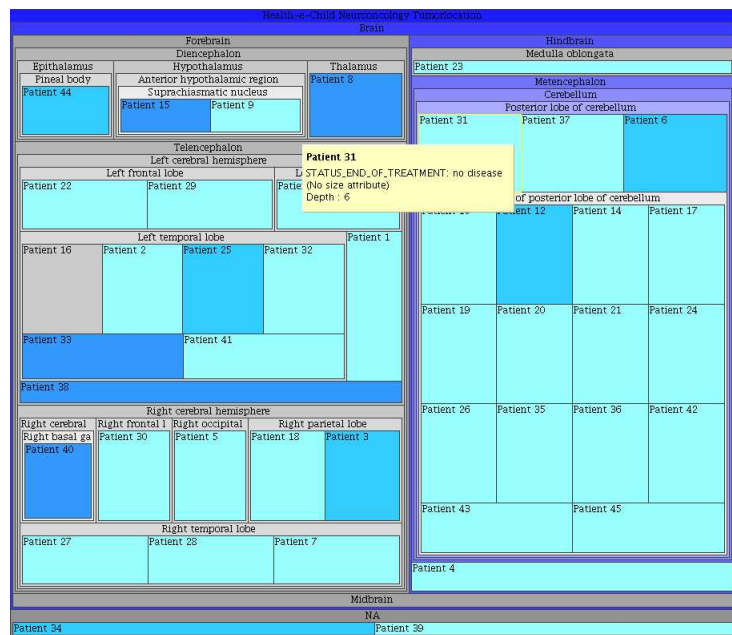 Health-e-Child Neuroncology Tumorlocation
Brain
Forebrain
Diencephalon
Epithalamus
Hypothalamus
Thalamus
Pineal body
Anterior hypothalamic region
Patient 8
Patient 44
Suprachiasmatic nucleus
Patient 15
Patient 9
Telencephalon
Left cerebral hemisphere
Left frontal lobe
Patient 22
Patient 29
Left temporal lobe
Patient 1
Patient 16
Patient 2
Patient 25
Patient 32
Patient 33
Patient 41
Patient 38
Right cerebral hemisphere
Right cerebral
Right frontal l
Right occipital
Right parietal lobe
Right basal ga
Patient 30
Patient 5
Patient 18
Patient 3
Patient 40
Right temporal lobe
Patient 27
Patient 28
Patient 7
Hindbrain
Medulla oblongata
Patient 23
Metencephalon
Cerebellum
Posterior lobe of cerebellum
Patient 31
Patient 37
Patient 6
Patient 31
STATUS_END_OF_TREATMENT: no disease
(No size attribute)
Depth : 6
of posterior lobe of cerebellum
Patient 12
Patient 14
Patient 17
Patient 19
Patient 20
Patient 21
Patient 24
Patient 26
Patient 35
Patient 36
Patient 42
Patient 43
Patient 45
Patient 4
Midbrain
NA
Patient 34
Patient 39